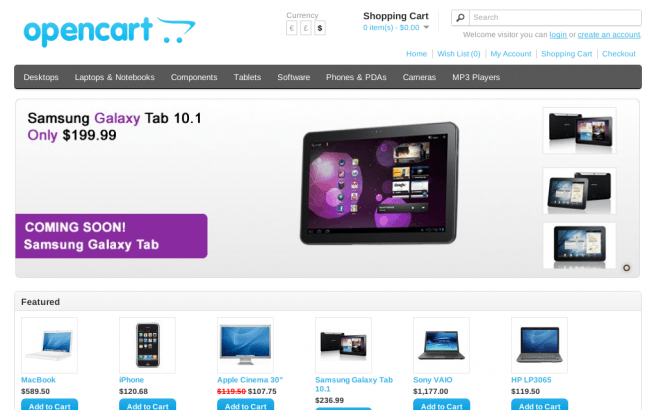 opencart
Currency
€ £ $
Shopping Cart
0 item(s) - $0.00
Search
Welcome visitor you can login or create an account.
Home Wish List (0) My Account Shopping Cart Checkout
Desktops Laptops & Notebooks Components Tablets Software Phones & PDAs Cameras MP3 Players
Samsung Galaxy Tab 10.1
Only $199.99
COMING SOON!
Samsung Galaxy Tab
Featured
MacBook
$589.50
Add to Cart
iPhone
$120.68
Add to Cart
Apple Cinema 30"
$119.50 $107.75
Add to Cart
Samsung Galaxy Tab
10.1
$236.99
Sony VAIO
$1,177.00
Add to Cart
HP LP3065
$119.50
Add to Cart